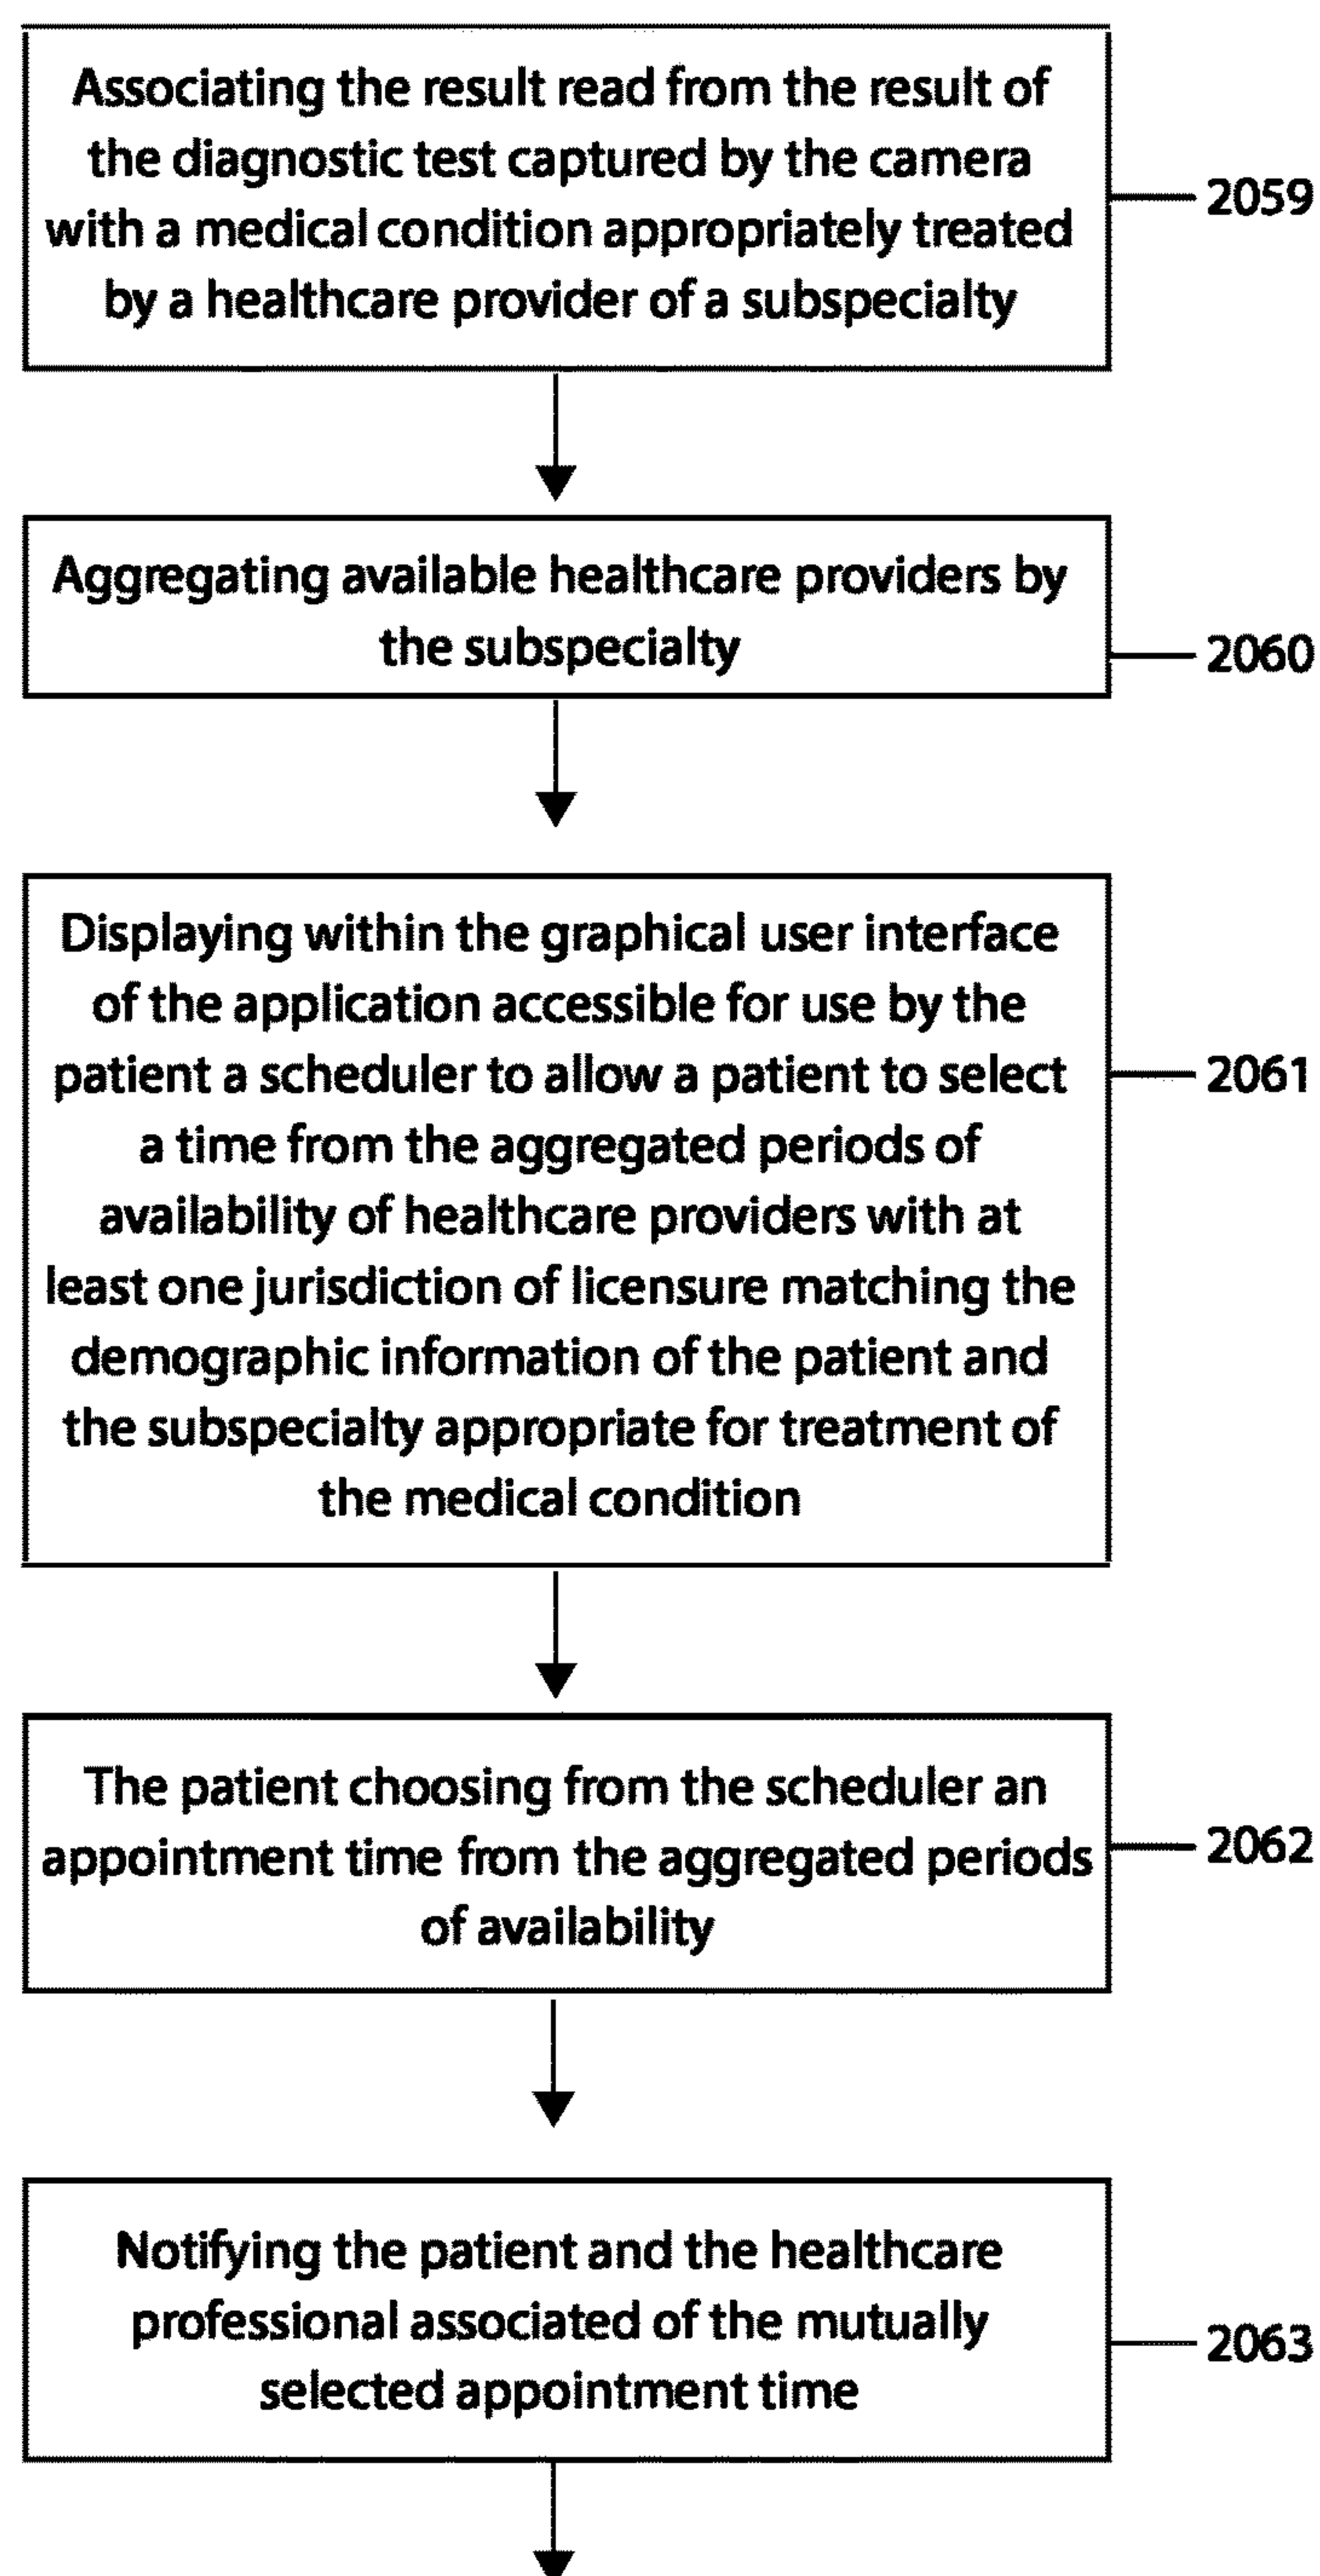 Associating the result read from the result of
the diagnostic test captured by the camera
with a medical condition appropriately treated
by a healthcare provider of a subspecialty
2059
Aggregating available healthcare providers by
the subspecialty
2060
Displaying within the graphical user interface
of the application accessible for use by the
patient a scheduler to allow a patient to select
a time from the aggregated periods of
availability of healthcare providers with at
least one jurisdiction of licensure matching the
demographic information of the patient and
the subspecialty appropriate for treatment of
the medical condition
2061
The patient choosing from the scheduler an
appointment time from the aggregated periods
of availability
2062
Notifying the patient and the healthcare
professional associated of the mutually
selected appointment time
2063